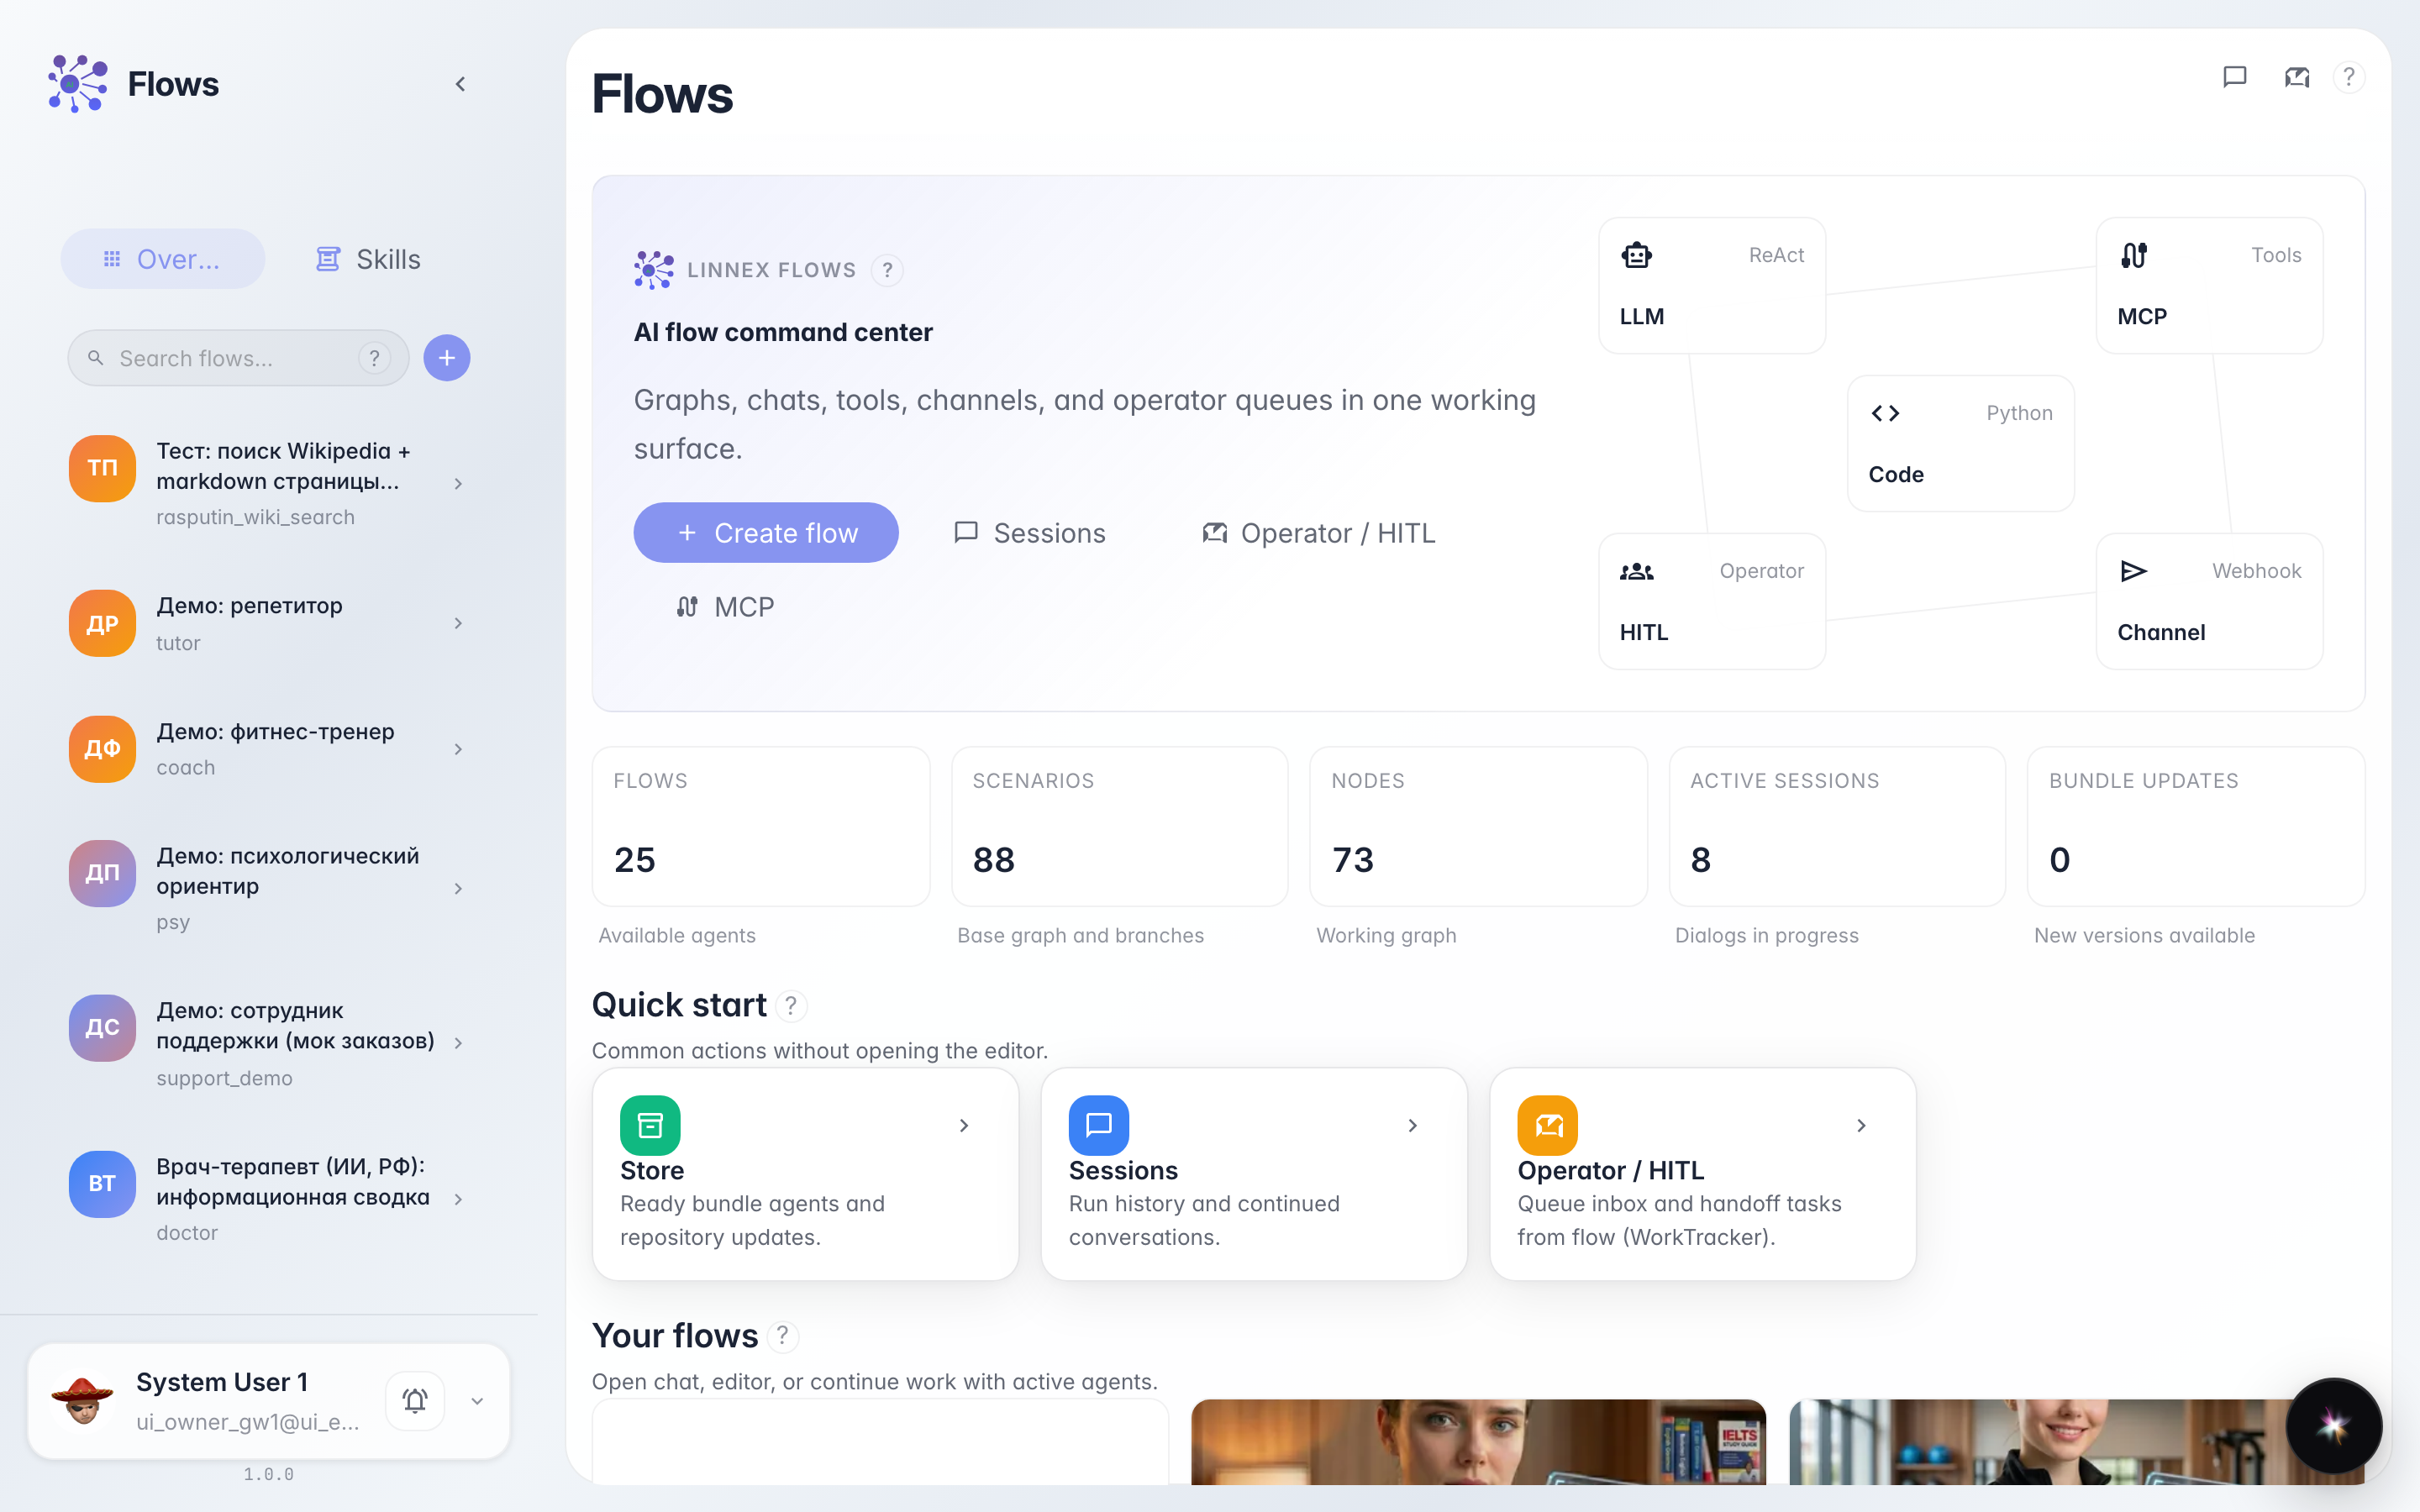 Flows
Over...
Skills
Search flows...
?
ТП
Тест: поиск Wikipedia +
markdown страницы...
rasputin_wiki_search
ДР
Демо: репетитор
tutor
ДФ
Демо: фитнес-тренер
coach
ДП
Демо: психологический
ориентир
psy
ДС
Демо: сотрудник
поддержки (мок заказов)
support_demo
ВТ
Врач-терапевт (ИИ, РФ):
информационная сводка
doctor
System User 1
ui_owner_gw1@ui_e...
1.0.0
Flows
?
LINNEX FLOWS ?
AI flow command center
Graphs, chats, tools, channels, and operator queues in one working
surface.
Create flow
Sessions
Operator / HITL
MCP
ReAct
LLM
Tools
MCP
Python
Code
Operator
HITL
Webhook
Channel
FLOWS
25
Available agents
SCENARIOS
88
Base graph and branches
NODES
73
Working graph
ACTIVE SESSIONS
8
Dialogs in progress
BUNDLE UPDATES
0
New versions available
Quick start ?
Common actions without opening the editor.
Store
Ready bundle agents and
repository updates.
Sessions
Run history and continued
conversations.
Operator / HITL
Queue inbox and handoff tasks
from flow (WorkTracker).
Your flows ?
Open chat, editor, or continue work with active agents.
IELTS
STUDY GUIDE